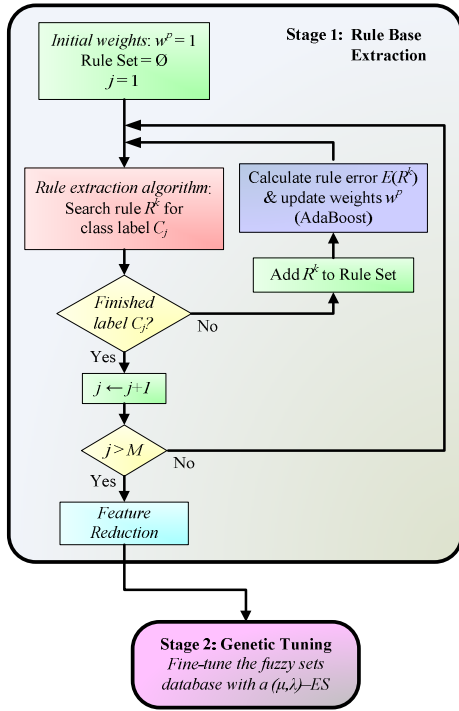 Stage 1: Rule Base
Extraction
Initial weights: w^p = 1
Rule Set = Ø
j = 1
Rule extraction algorithm:
Search rule R^k for
class label C_j
Calculate rule error E(R^k)
& update weights w^p
(AdaBoost)
Add R^k to Rule Set
Finished
label C_j?
No
Yes
j ← j+1
j > M
No
Yes
Feature
Reduction
Stage 2: Genetic Tuning
Fine-tune the fuzzy sets
database with a (μ,λ)–ES